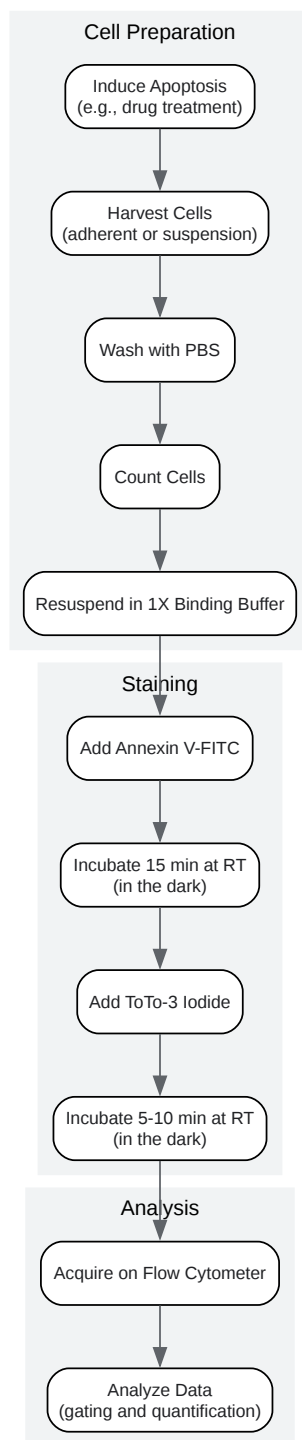 Cell Preparation
Induce Apoptosis
(e.g., drug treatment)
Harvest Cells
(adherent or suspension)
Wash with PBS
Count Cells
Resuspend in 1X Binding Buffer
Staining
Add Annexin V-FITC
Incubate 15 min at RT
(in the dark)
Add ToTo-3 Iodide
Incubate 5-10 min at RT
(in the dark)
Analysis
Acquire on Flow Cytometer
Analyze Data
(gating and quantification)